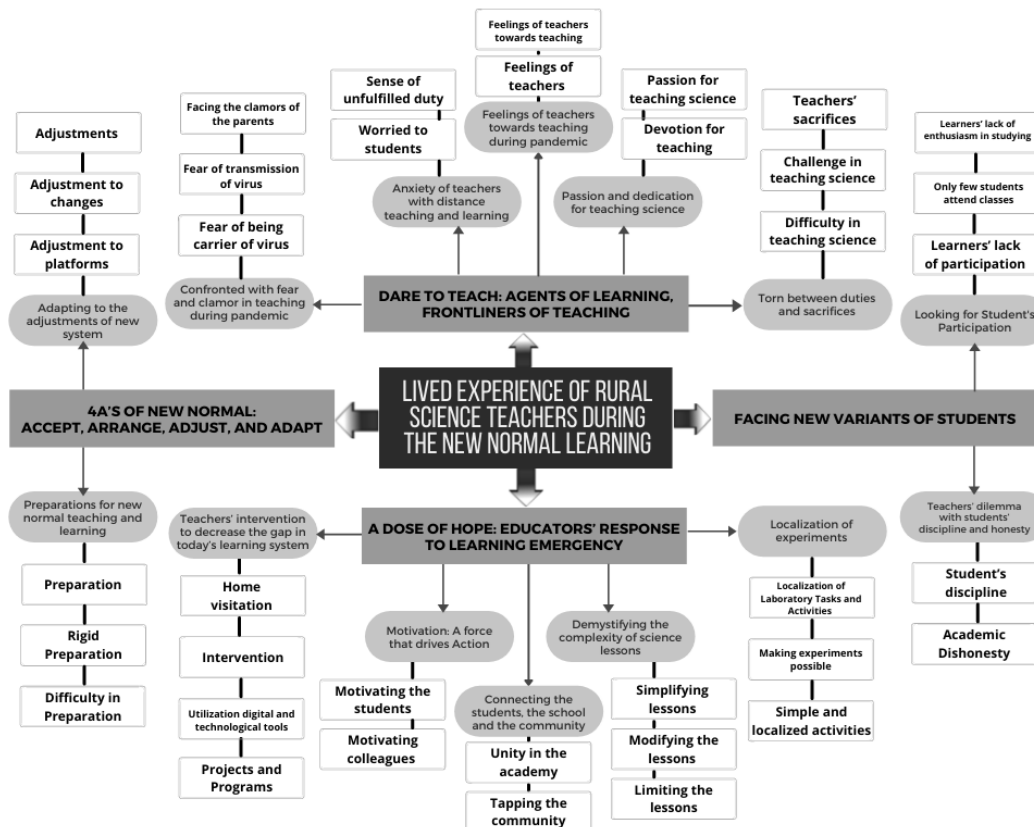 Feelings of teachers
towards teaching
Feelings of
teachers
Feelings of teachers
towards teaching
during pandemic
Sense of
unfulfilled duty
Worried to
students
Anxiety of teachers
with distance
teaching and learning
Passion for
teaching science
Devotion for
teaching
Passion and dedication
for teaching science
Facing the clamors of
the parents
Fear of transmission
of virus
Fear of being
carrier of virus
Confronted with fear
and clamor in teaching
during pandemic
Teachers'
sacrifices
Challenge in
teaching science
Difficulty in
teaching science
Torn between duties
and sacrifices
Adjustments
Adjustment to
changes
Adjustment to
platforms
Adapting to the
adjustments of new
system
Learners' lack of
enthusiasm in studying
Only few students
attend classes
Learners' lack
of participation
Looking for Student's
Participation
DARE TO TEACH: AGENTS OF LEARNING,
FRONTLINERS OF TEACHING
4A'S OF NEW NORMAL:
ACCEPT, ARRANGE, ADJUST, AND ADAPT
LIVED EXPERIENCE OF RURAL
SCIENCE TEACHERS DURING
THE NEW NORMAL LEARNING
FACING NEW VARIANTS OF STUDENTS
A DOSE OF HOPE: EDUCATORS' RESPONSE
TO LEARNING EMERGENCY
Preparations for new
normal teaching and
learning
Preparation
Rigid
Preparation
Difficulty in
Preparation
Teachers' intervention
to decrease the gap in
today's learning system
Home
visitation
Intervention
Utilization digital and
technological tools
Projects and
Programs
Motivation: A force
that drives Action
Motivating the
students
Motivating
colleagues
Connecting the
students, the school
and the community
Unity in the
academy
Tapping the
community
Demystifying the
complexity of science
lessons
Simplifying
lessons
Modifying the
lessons
Limiting the
lessons
Localization of
experiments
Localization of
Laboratory Tasks and
Activities
Making experiments
possible
Simple and
localized activities
Teachers' dilemma
with students'
discipline and honesty
Student's
discipline
Academic
Dishonesty